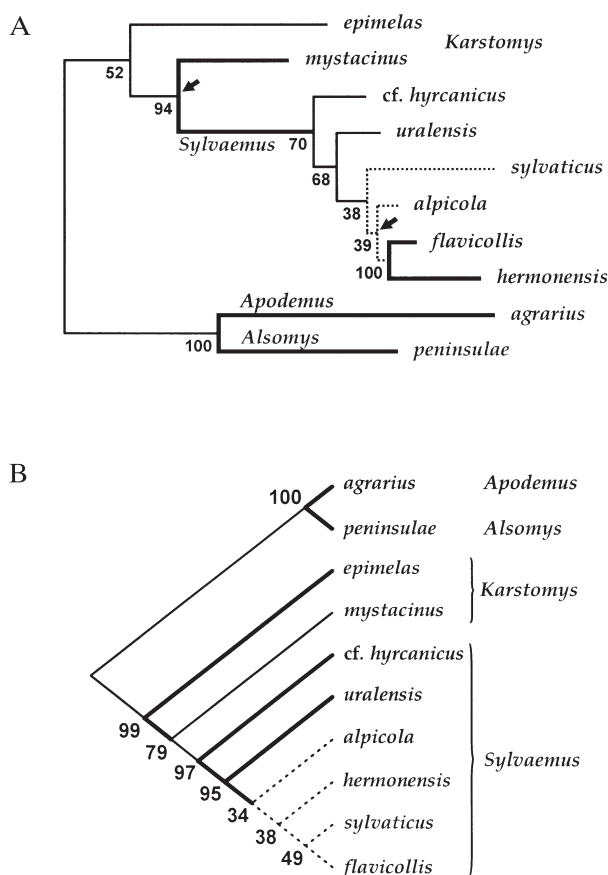 A
epimelas
Karstomys
mystacinus
52
94
cf. hyrcanicus
Sylvaemus 70
uralensis
68
sylvaticus
38
alpicola
39
flavicollis
100
hermonensis
Apodemus
agrarius
Alsomys
100
peninsulae
B
agrarius Apodemus
100
peninsulae Alsomys
epimelas
Karstomys
mystacinus
cf. hyrcanicus
uralensis
99
alpicola
79
Sylvaemus
97
hermonensis
95
34
sylvaticus
38
49
flavicollis